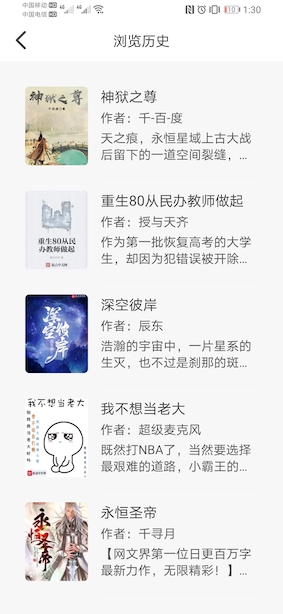 中国移动 HD
中国电信 HD
4G
4G
10
1:30
浏览历史
神狱之尊
神狱之尊
作者：千-百-度
天之痕，永恒星域上古大战
后留下的一道空间裂缝，...
重生80从民
办教师做起
重生80从民办教师做起
作者：授与天齐
作为第一批恢复高考的大学
生，却因为犯错误被开除...
深空彼岸
深空彼岸
作者：辰东
浩瀚的宇宙中，一片星系的
生灭，也不过是刹那的斑...
我不想当老大
我不想当老大
作者：超级麦克风
既然打NBA了，当然要选择
最艰难的道路，小霸王的...
永恒圣帝
永恒圣帝
作者：千寻月
【网文界第一位日更百万字
最新力作，无限精彩！】...